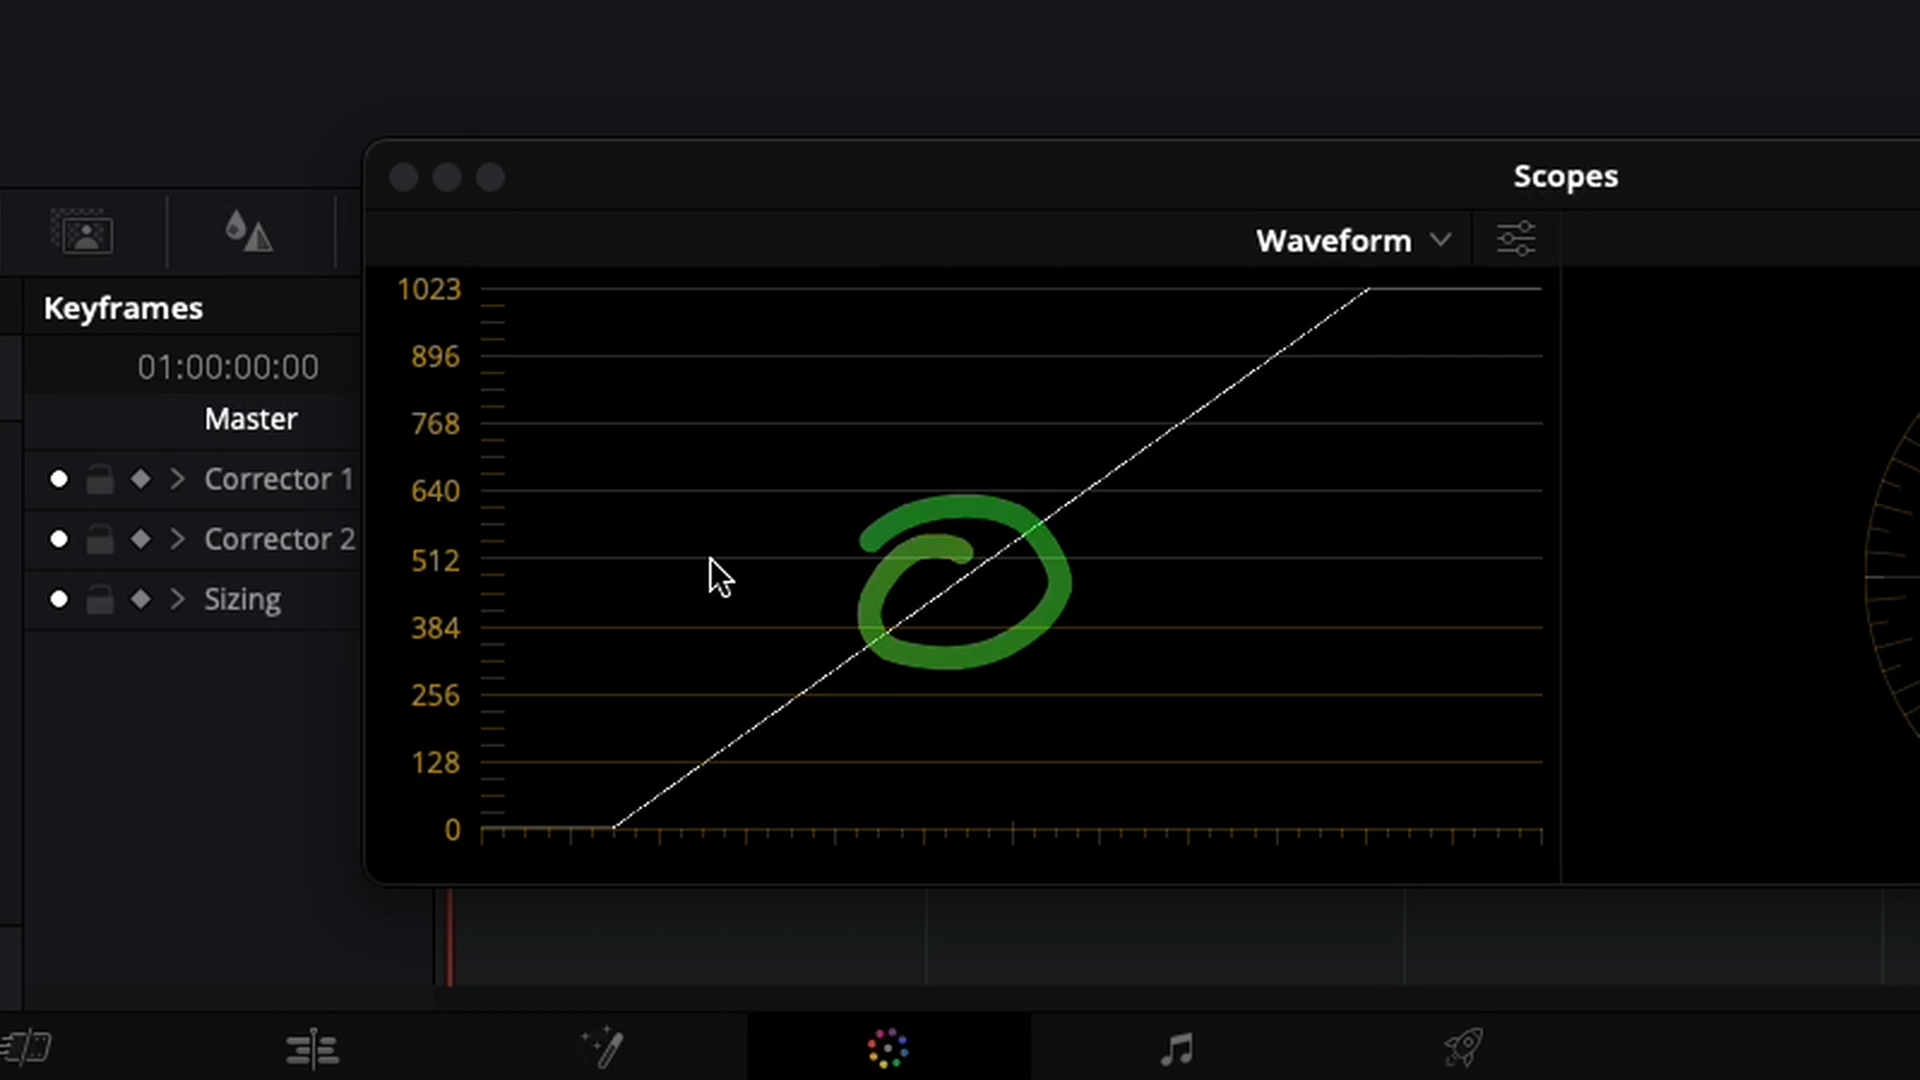 Scopes
Waveform
Keyframes
01:00:00:00
Master
Corrector 1
Corrector 2
Sizing
1023
896
768
640
512
384
256
128
0